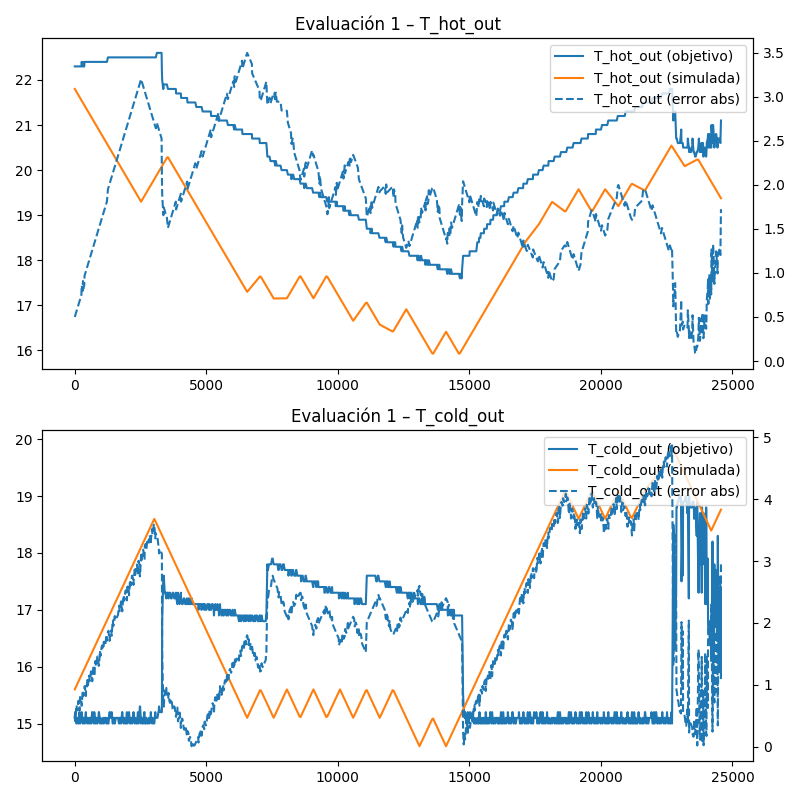 Evaluación 1 – T_hot_out
T_hot_out (objetivo)
T_hot_out (simulada)
T_hot_out (error abs)
22
21
20
19
18
17
16
3.5
3.0
2.5
2.0
1.5
1.0
0.5
0.0
0 5000 10000 15000 20000 25000
Evaluación 1 – T_cold_out
T_cold_out (objetivo)
T_cold_out (simulada)
T_cold_out (error abs)
20
19
18
17
16
15
5
4
3
2
1
0
0 5000 10000 15000 20000 25000